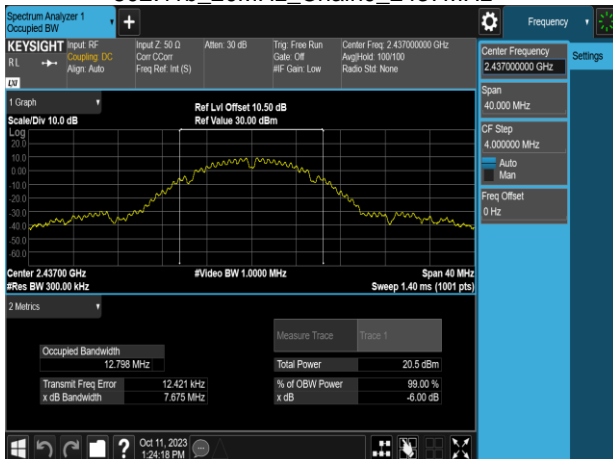 Spectrum Analyzer 1
Occupied BW
Frequency
KEYSIGHT
R L
LXI
Input: RF
Coupling: DC
Align: Auto
Input Z: 50 Ω
Corr CCorr
Freq Ref: Int (S)
Atten: 30 dB
Trig: Free Run
Gate: Off
#IF Gain: Low
Center Freq: 2.437000000 GHz
Avg|Hold: 100/100
Radio Std: None
Center Frequency
2.437000000 GHz
Settings
Span
40.000 MHz
CF Step
4.000000 MHz
Auto
Man
Freq Offset
0 Hz
1 Graph
Scale/Div 10.0 dB
Ref Lvl Offset 10.50 dB
Ref Value 30.00 dBm
Log
20.0
10.0
0.00
-10.0
-20.0
-30.0
-40.0
-50.0
-60.0
Center 2.43700 GHz
#Res BW 300.00 kHz
#Video BW 1.0000 MHz
Span 40 MHz
Sweep 1.40 ms (1001 pts)
2 Metrics
Measure Trace
Trace 1
Occupied Bandwidth
12.798 MHz
Total Power
20.5 dBm
Transmit Freq Error
12.421 kHz
% of OBW Power
99.00 %
x dB Bandwidth
7.675 MHz
x dB
-6.00 dB
?
Oct 11, 2023
1:24:18 PM